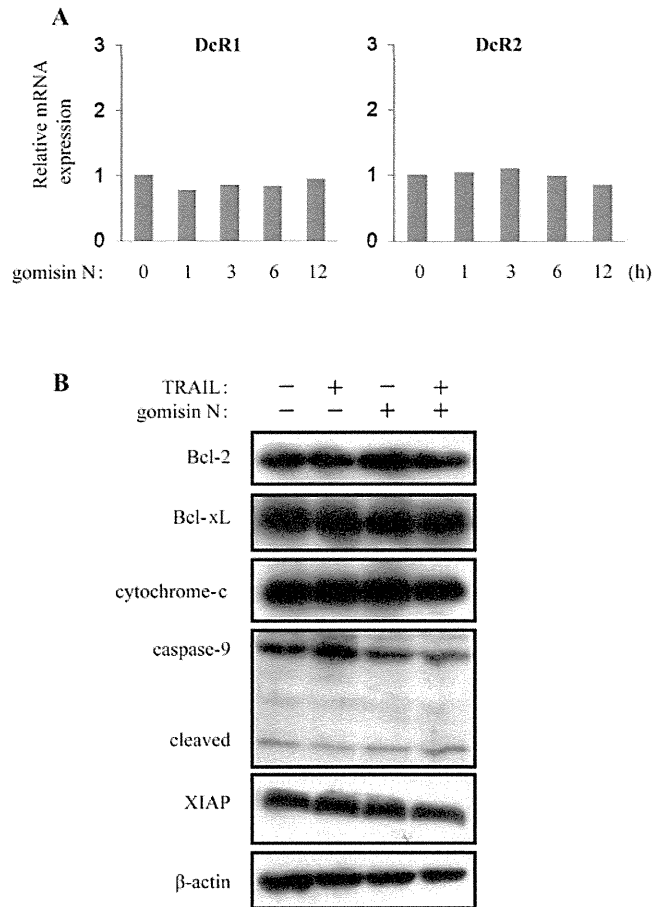 A
DcR1
DcR2
Relative mRNA
expression
3
2
1
0
3
2
1
0
gomisin N: 0 1 3 6 12 0 1 3 6 12 (h)
B
TRAIL: − + − +
gomisin N: − − + +
Bcl-2
Bcl-xL
cytochrome-c
caspase-9
cleaved
XIAP
β-actin